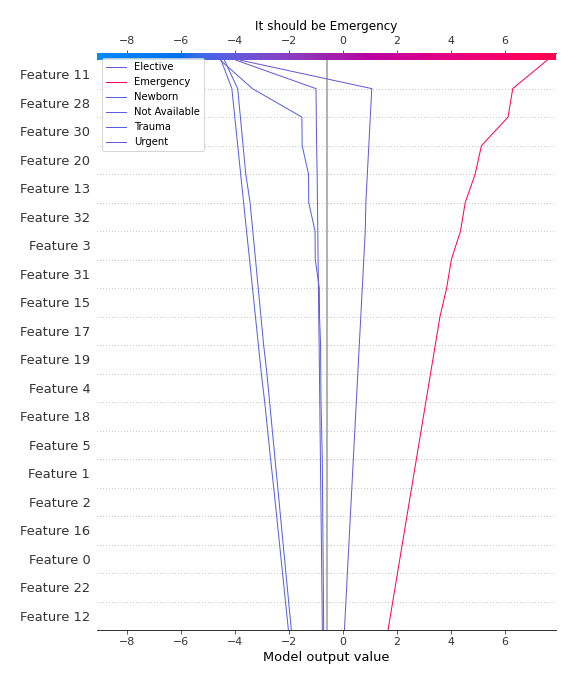 It should be Emergency
−8 −6 −4 −2 0 2 4 6
Elective
Emergency
Newborn
Not Available
Trauma
Urgent
Feature 11
Feature 28
Feature 30
Feature 20
Feature 13
Feature 32
Feature 3
Feature 31
Feature 15
Feature 17
Feature 19
Feature 4
Feature 18
Feature 5
Feature 1
Feature 2
Feature 16
Feature 0
Feature 22
Feature 12
−8 −6 −4 −2 0 2 4 6
Model output value